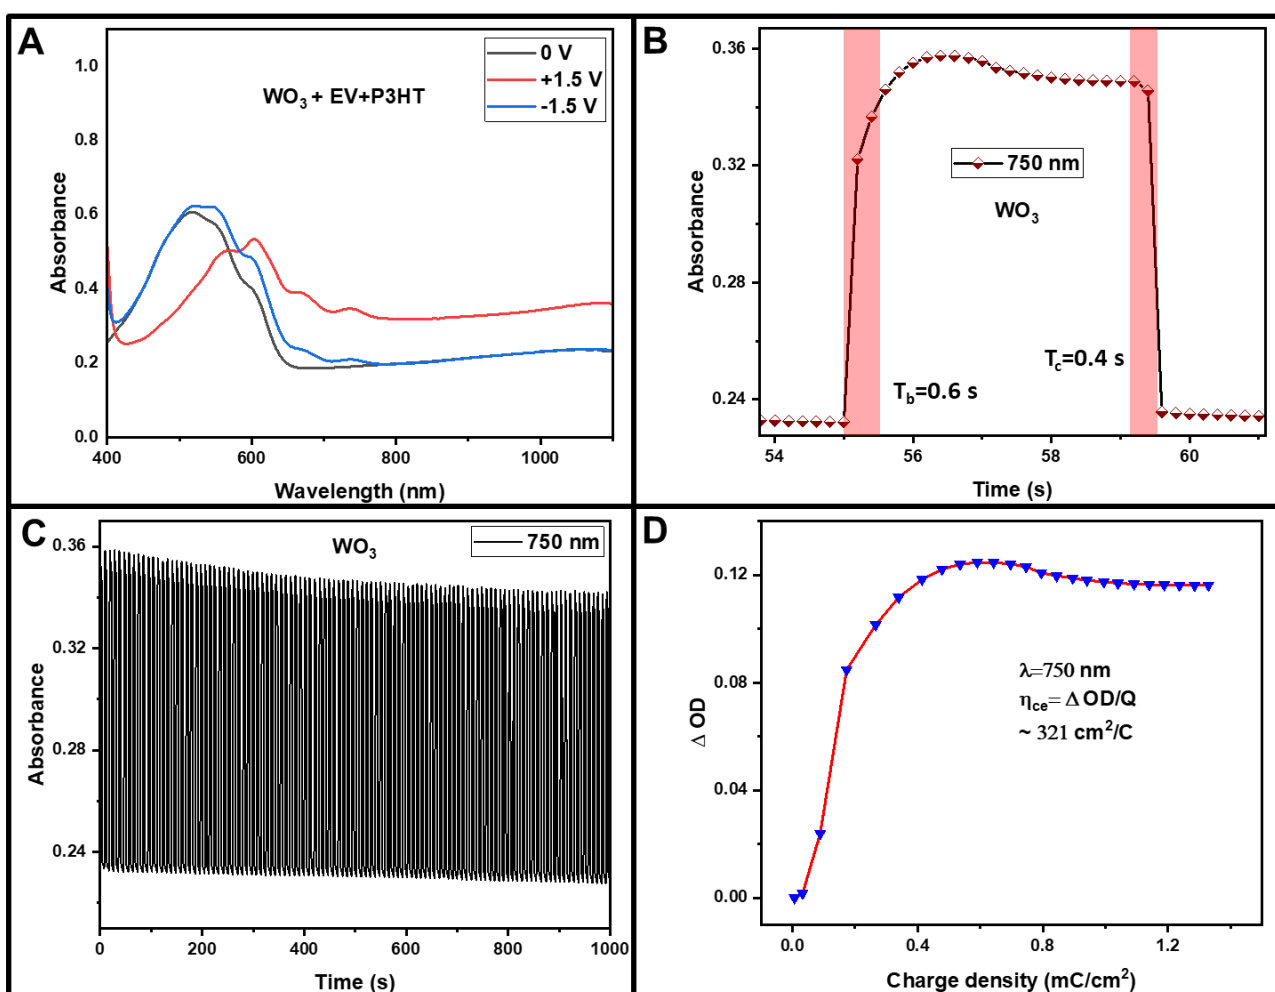 A
0 V
+1.5 V
-1.5 V
WO₃ + EV+P3HT
1.0
0.8
0.6
0.4
0.2
0.0
Absorbance
400
600
800
1000
Wavelength (nm)
B
0.36
0.32
0.28
0.24
Absorbance
750 nm
WO₃
T_c=0.4 s
T_b=0.6 s
54
56
58
60
Time (s)
C
WO₃
750 nm
0.36
0.32
0.28
0.24
Absorbance
0
200
400
600
800
1000
Time (s)
D
0.12
0.08
0.04
0.00
Δ OD
λ=750 nm
η_ce= Δ OD/Q
~ 321 cm²/C
0.0
0.4
0.8
1.2
Charge density (mC/cm²)